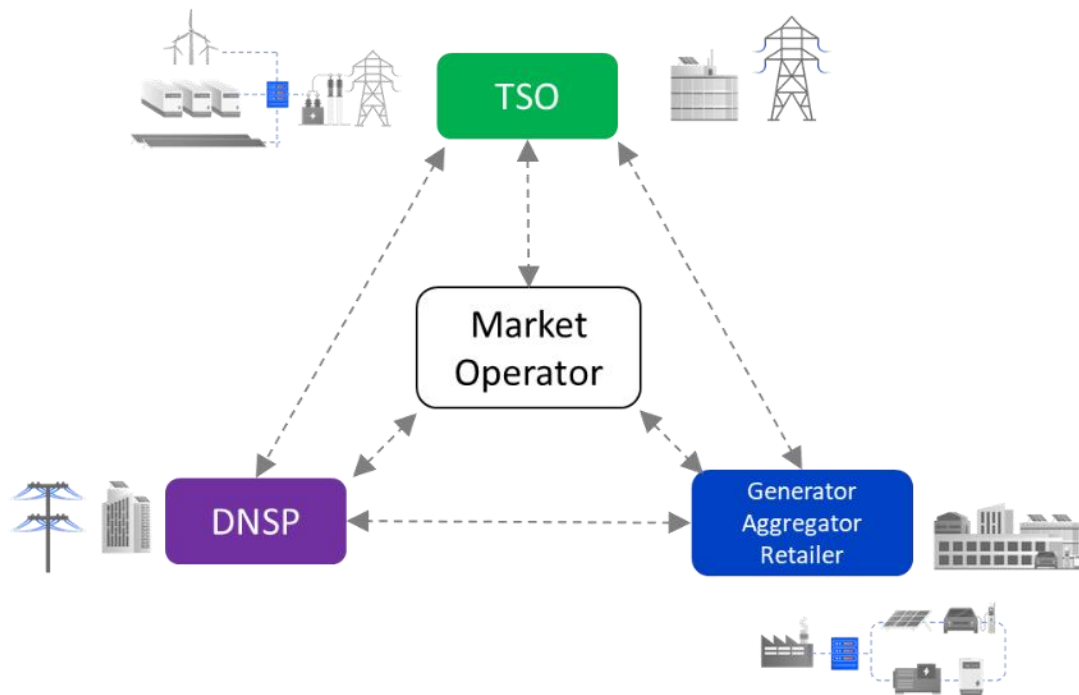 TSO
Market
Operator
DNSP
Generator
Aggregator
Retailer